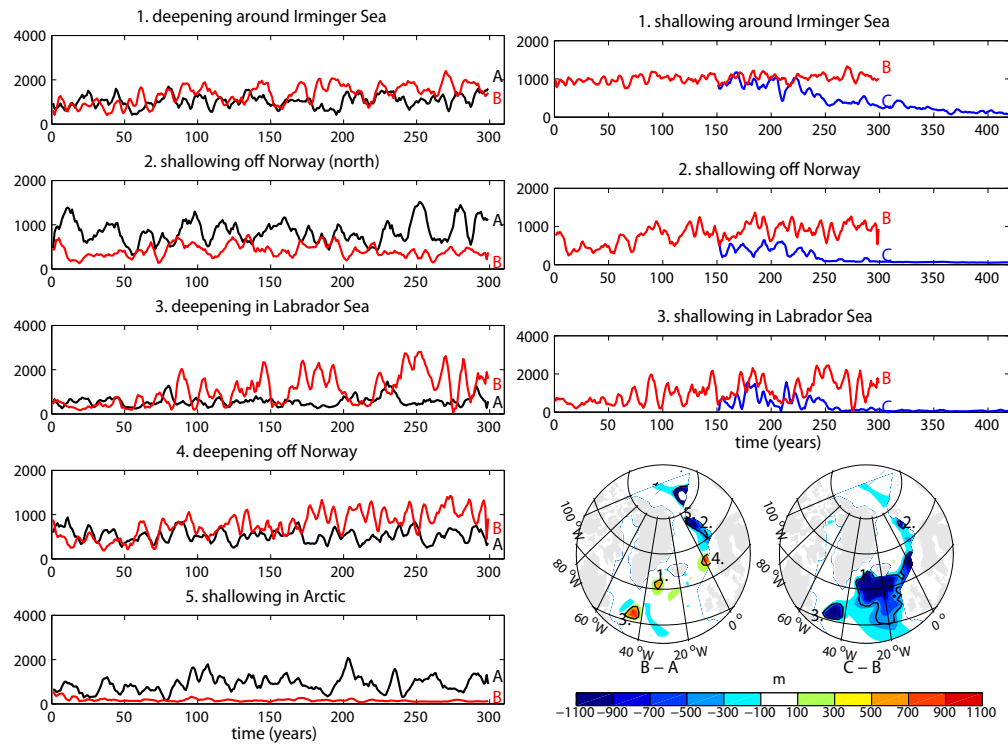 1. deepening around Irminger Sea
4000
2000
0
A
B
0 50 100 150 200 250 300
2. shallowing off Norway (north)
2000
1000
0
A
B
0 50 100 150 200 250 300
3. deepening in Labrador Sea
4000
2000
0
B
A
0 50 100 150 200 250 300
4. deepening off Norway
2000
1000
0
B
A
0 50 100 150 200 250 300
5. shallowing in Arctic
4000
2000
0
A
B
0 50 100 150 200 250 300
time (years)
1. shallowing around Irminger Sea
2000
1000
0
B
C
0 50 100 150 200 250 300 350 400
2. shallowing off Norway
2000
1000
0
B
C
0 50 100 150 200 250 300 350 400
3. shallowing in Labrador Sea
4000
2000
0
B
C
0 50 100 150 200 250 300 350 400
time (years)
100 °W
80 °W
60 °W
40 °W
20 °W
0 °
5.
2.
4.
1.
3.
B – A
100 °W
80 °W
60 °W
40 °W
20 °W
0 °
2.
1.
3.
C – B
m
−1100 −900 −700 −500 −300 −100 100 300 500 700 900 1100